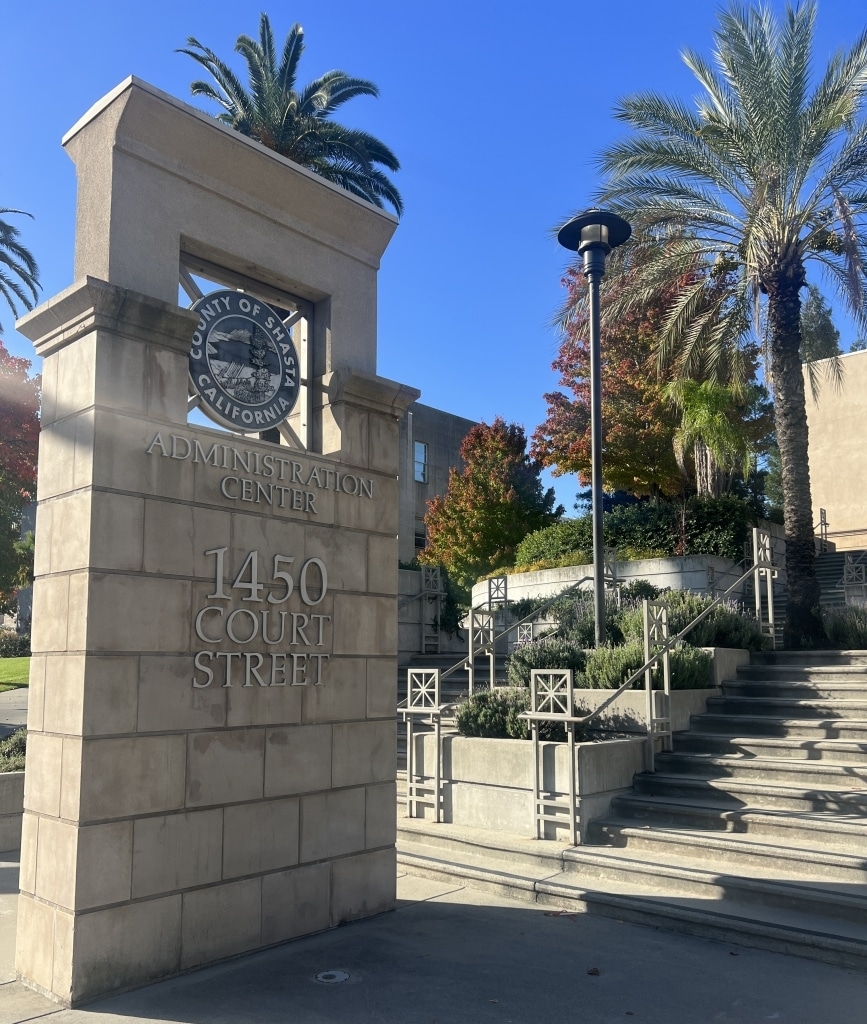 COUNTY OF SHASTA
CALIFORNIA
ADMINISTRATION
CENTER
1450
COURT
STREET